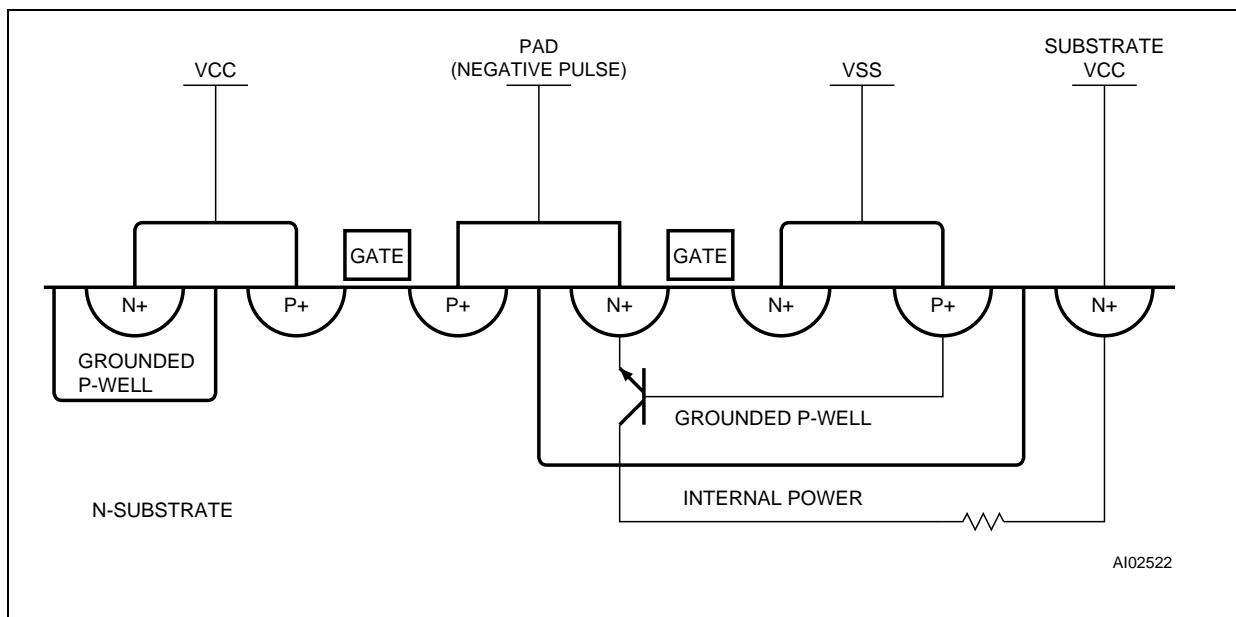 VCC
PAD
(NEGATIVE PULSE)
VSS
SUBSTRATE
VCC
GATE
GATE
N+
P+
P+
N+
N+
P+
N+
GROUNDED
P-WELL
GROUNDED P-WELL
N-SUBSTRATE
INTERNAL POWER
AI02522